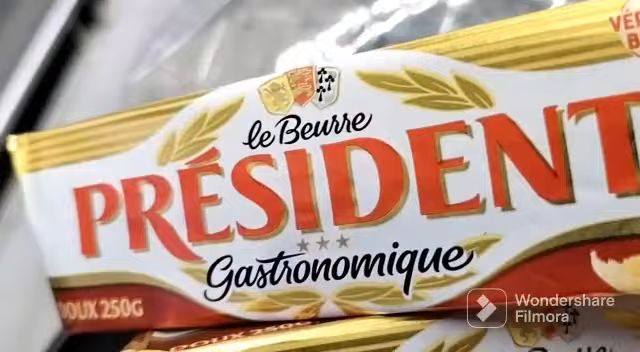 le Beurre
PRÉSIDENT
Gastronomique
DOUX 250G
Wondershare
Filmora